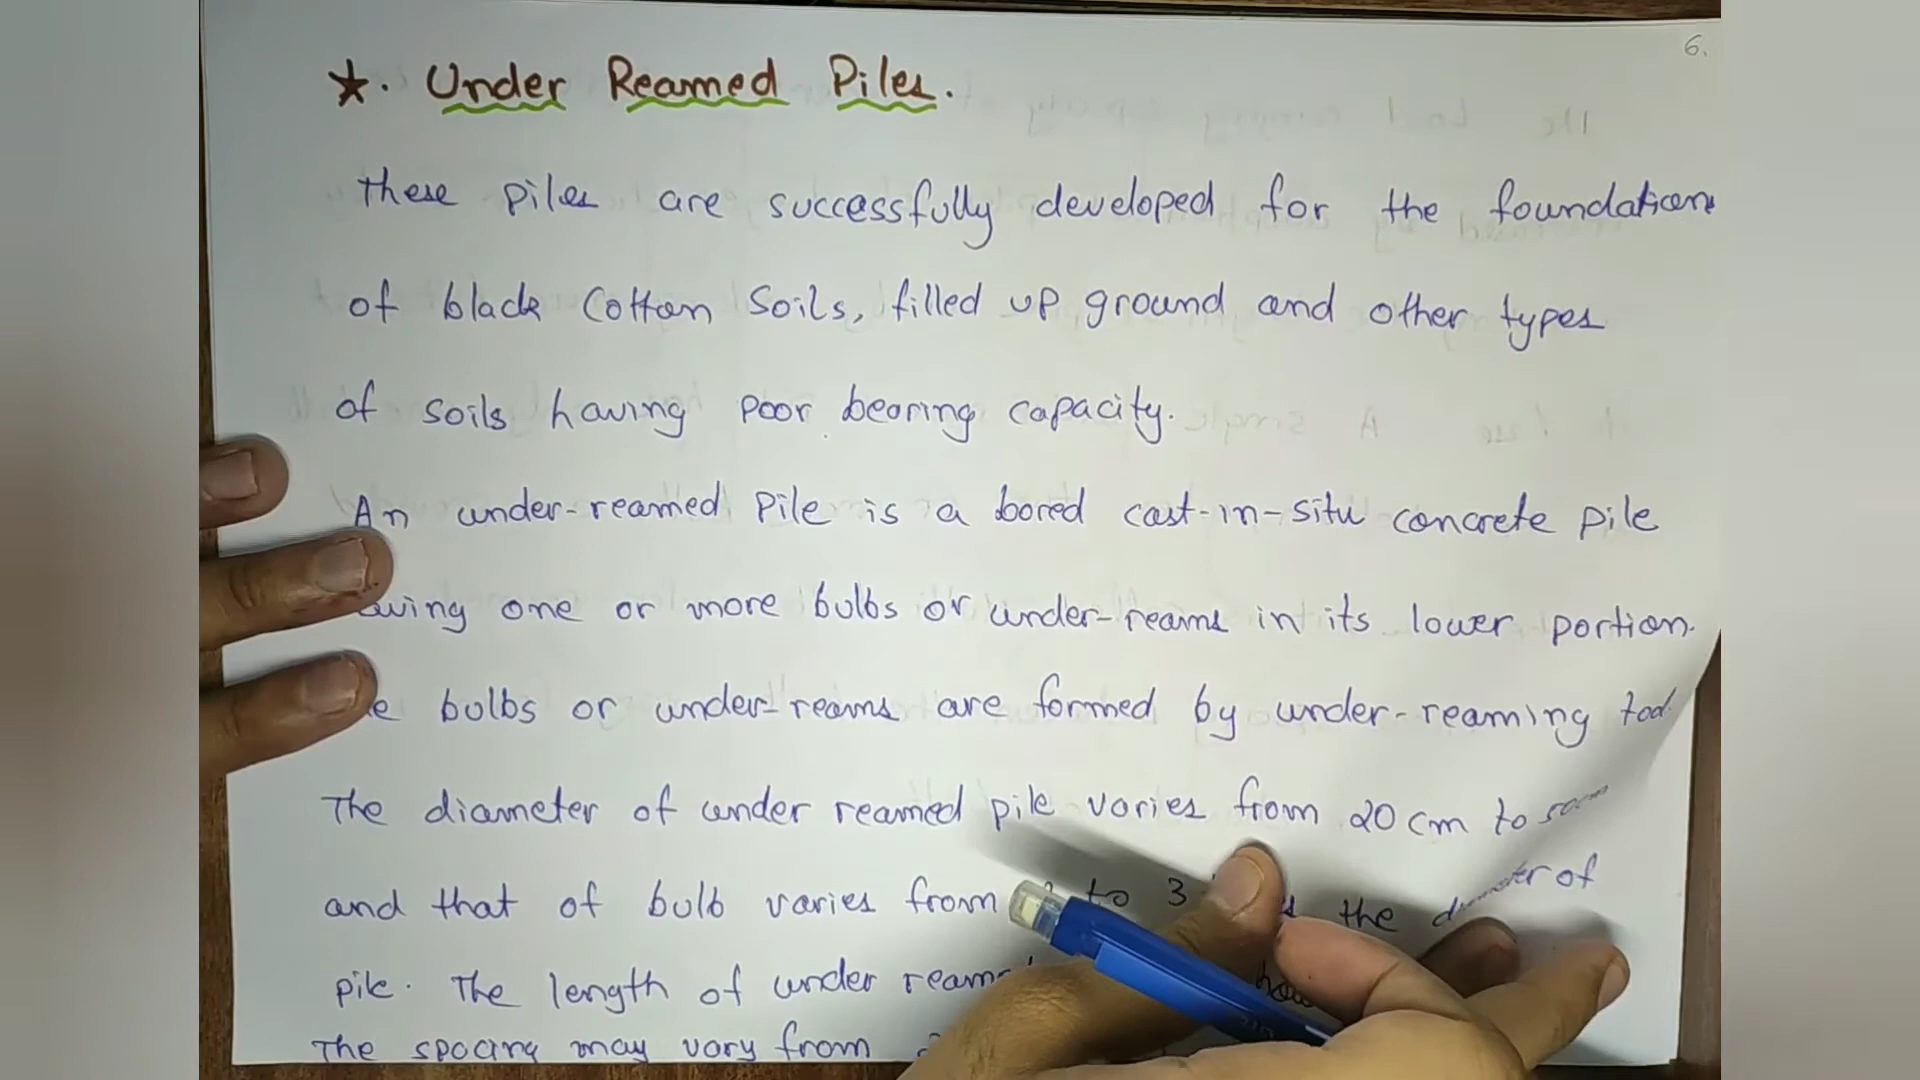 6.
★. Under Reamed Piles.
These piles are successfully developed for the foundations
of black Cotton Soils, filled up ground and other types
of soils having poor bearing capacity.
An under-reamed Pile is a bored cast-in-situ concrete pile
one or more bulbs or under-reams in its lower portion.
bulbs or under-reams are formed by under-reaming tool.
The diameter of under reamed pile varies from 20 cm to 50cm
and that of bulb varies from to 3 the diameter of
pile. The length of under
The spacing may vary from